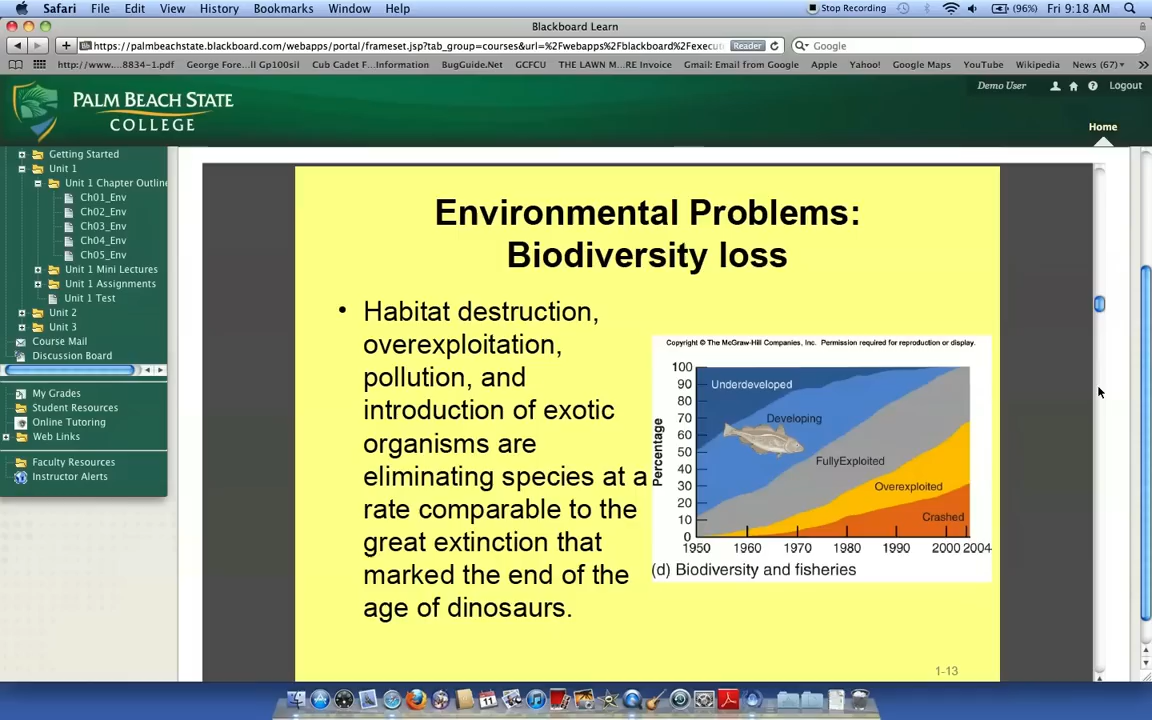 Safari File Edit View History Bookmarks Window Help Stop Recording (96%) Fri 9:18 AM
Blackboard Learn
https://palmbeachstate.blackboard.com/webapps/portal/frameset.jsp?tab_group=courses&url=%2Fwebapps%2Fblackboard%2Fexecut Reader Google
http://www....8834-1.pdf George Fore...ll Gp100sil Cub Cadet F...Information BugGuide.Net GCFCU THE LAWN M...RE Invoice Gmail: Email from Google Apple Yahoo! Google Maps YouTube Wikipedia News (67)
Demo User Logout
PALM BEACH STATE
COLLEGE
Home
Getting Started
Unit 1
Unit 1 Chapter Outline
Ch01_Env
Ch02_Env
Ch03_Env
Ch04_Env
Ch05_Env
Unit 1 Mini Lectures
Unit 1 Assignments
Unit 1 Test
Unit 2
Unit 3
Course Mail
Discussion Board
My Grades
Student Resources
Online Tutoring
Web Links
Faculty Resources
Instructor Alerts
Environmental Problems:
Biodiversity loss
• Habitat destruction,
overexploitation,
pollution, and
introduction of exotic
organisms are
eliminating species at a
rate comparable to the
great extinction that
marked the end of the
age of dinosaurs.
Copyright © The McGraw-Hill Companies, Inc. Permission required for reproduction or display.
Percentage
100
90
80
70
60
50
40
30
20
10
0
Underdeveloped
Developing
FullyExploited
Overexploited
Crashed
1950 1960 1970 1980 1990 2000 2004
(d) Biodiversity and fisheries
1-13